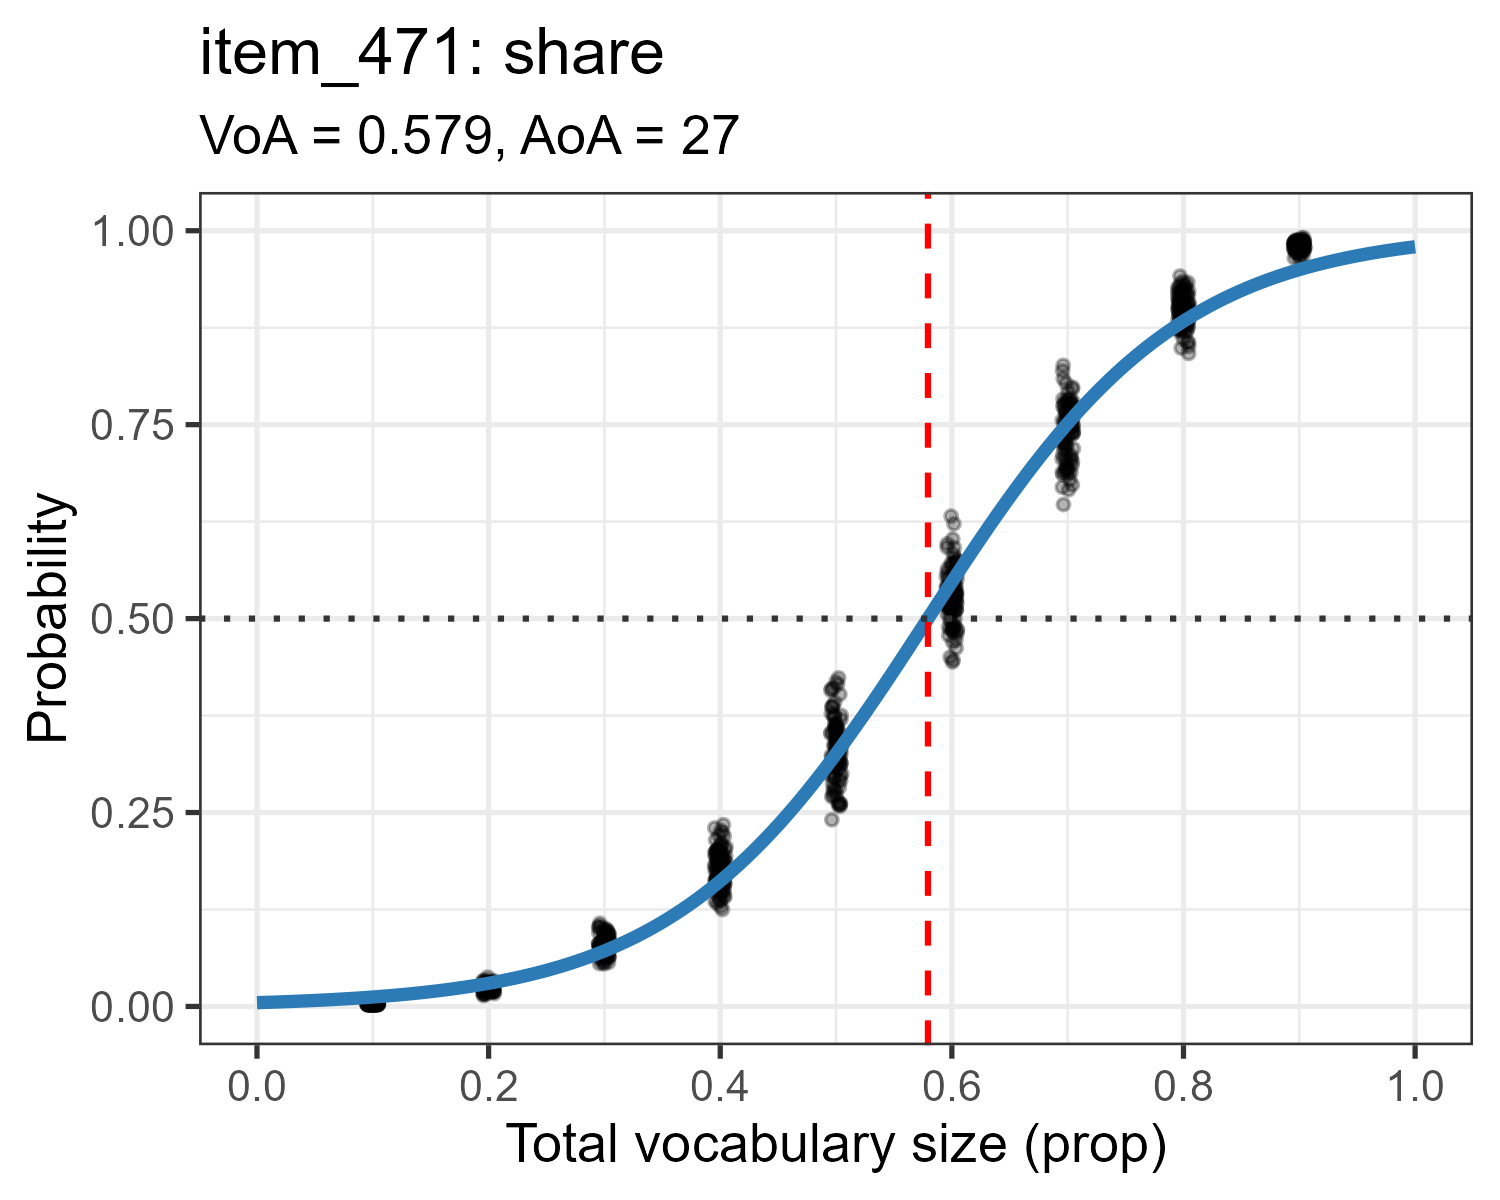 item_471: share
VoA = 0.579, AoA = 27
1.00
0.75
0.50
0.25
0.00
Probability
0.0 0.2 0.4 0.6 0.8 1.0
Total vocabulary size (prop)